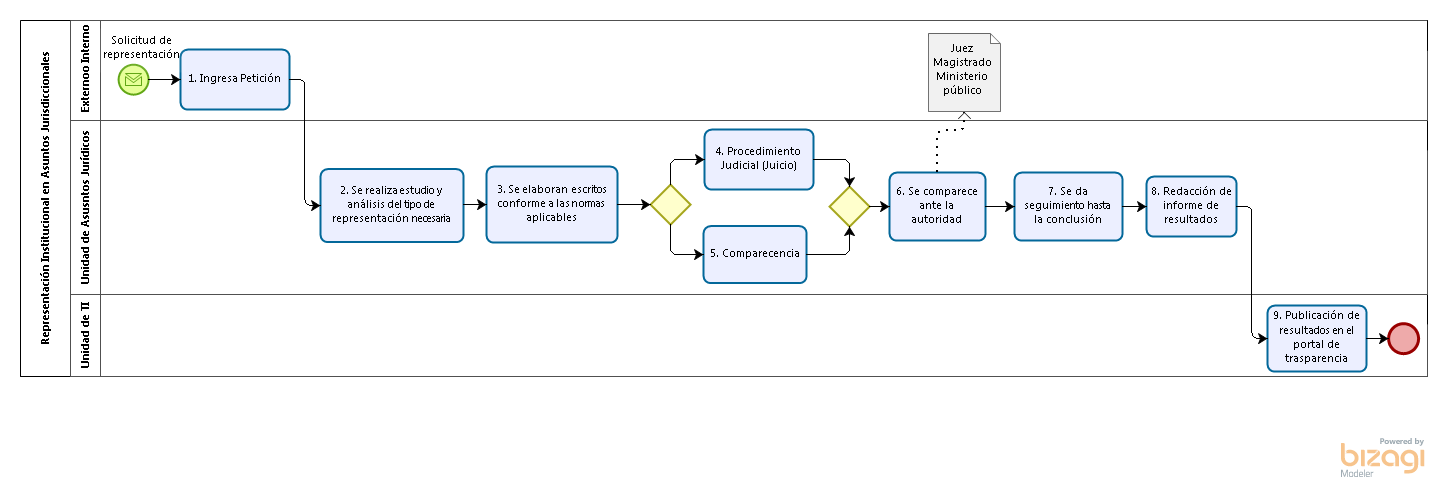 Representación Institucional en Asuntos Jurisdiccionales
Externoo Interno
Solicitud de
representación
1. Ingresa Petición
Juez
Magistrado
Ministerio
público
Unidad de Asusntos Jurídicos
2. Se realiza estudio y
análisis del tipo de
representación necesaria
3. Se elaboran escritos
conforme a las normas
aplicables
4. Procedimiento
Judicial (Juicio)
5. Comparecencia
6. Se comparece
ante la
autoridad
7. Se da
seguimiento hasta
la conclusión
8. Redacción de
informe de
resultados
Unidad de TI
9. Publicación de
resultados en el
portal de
trasparencia
Powered by
bizagi
Modeler